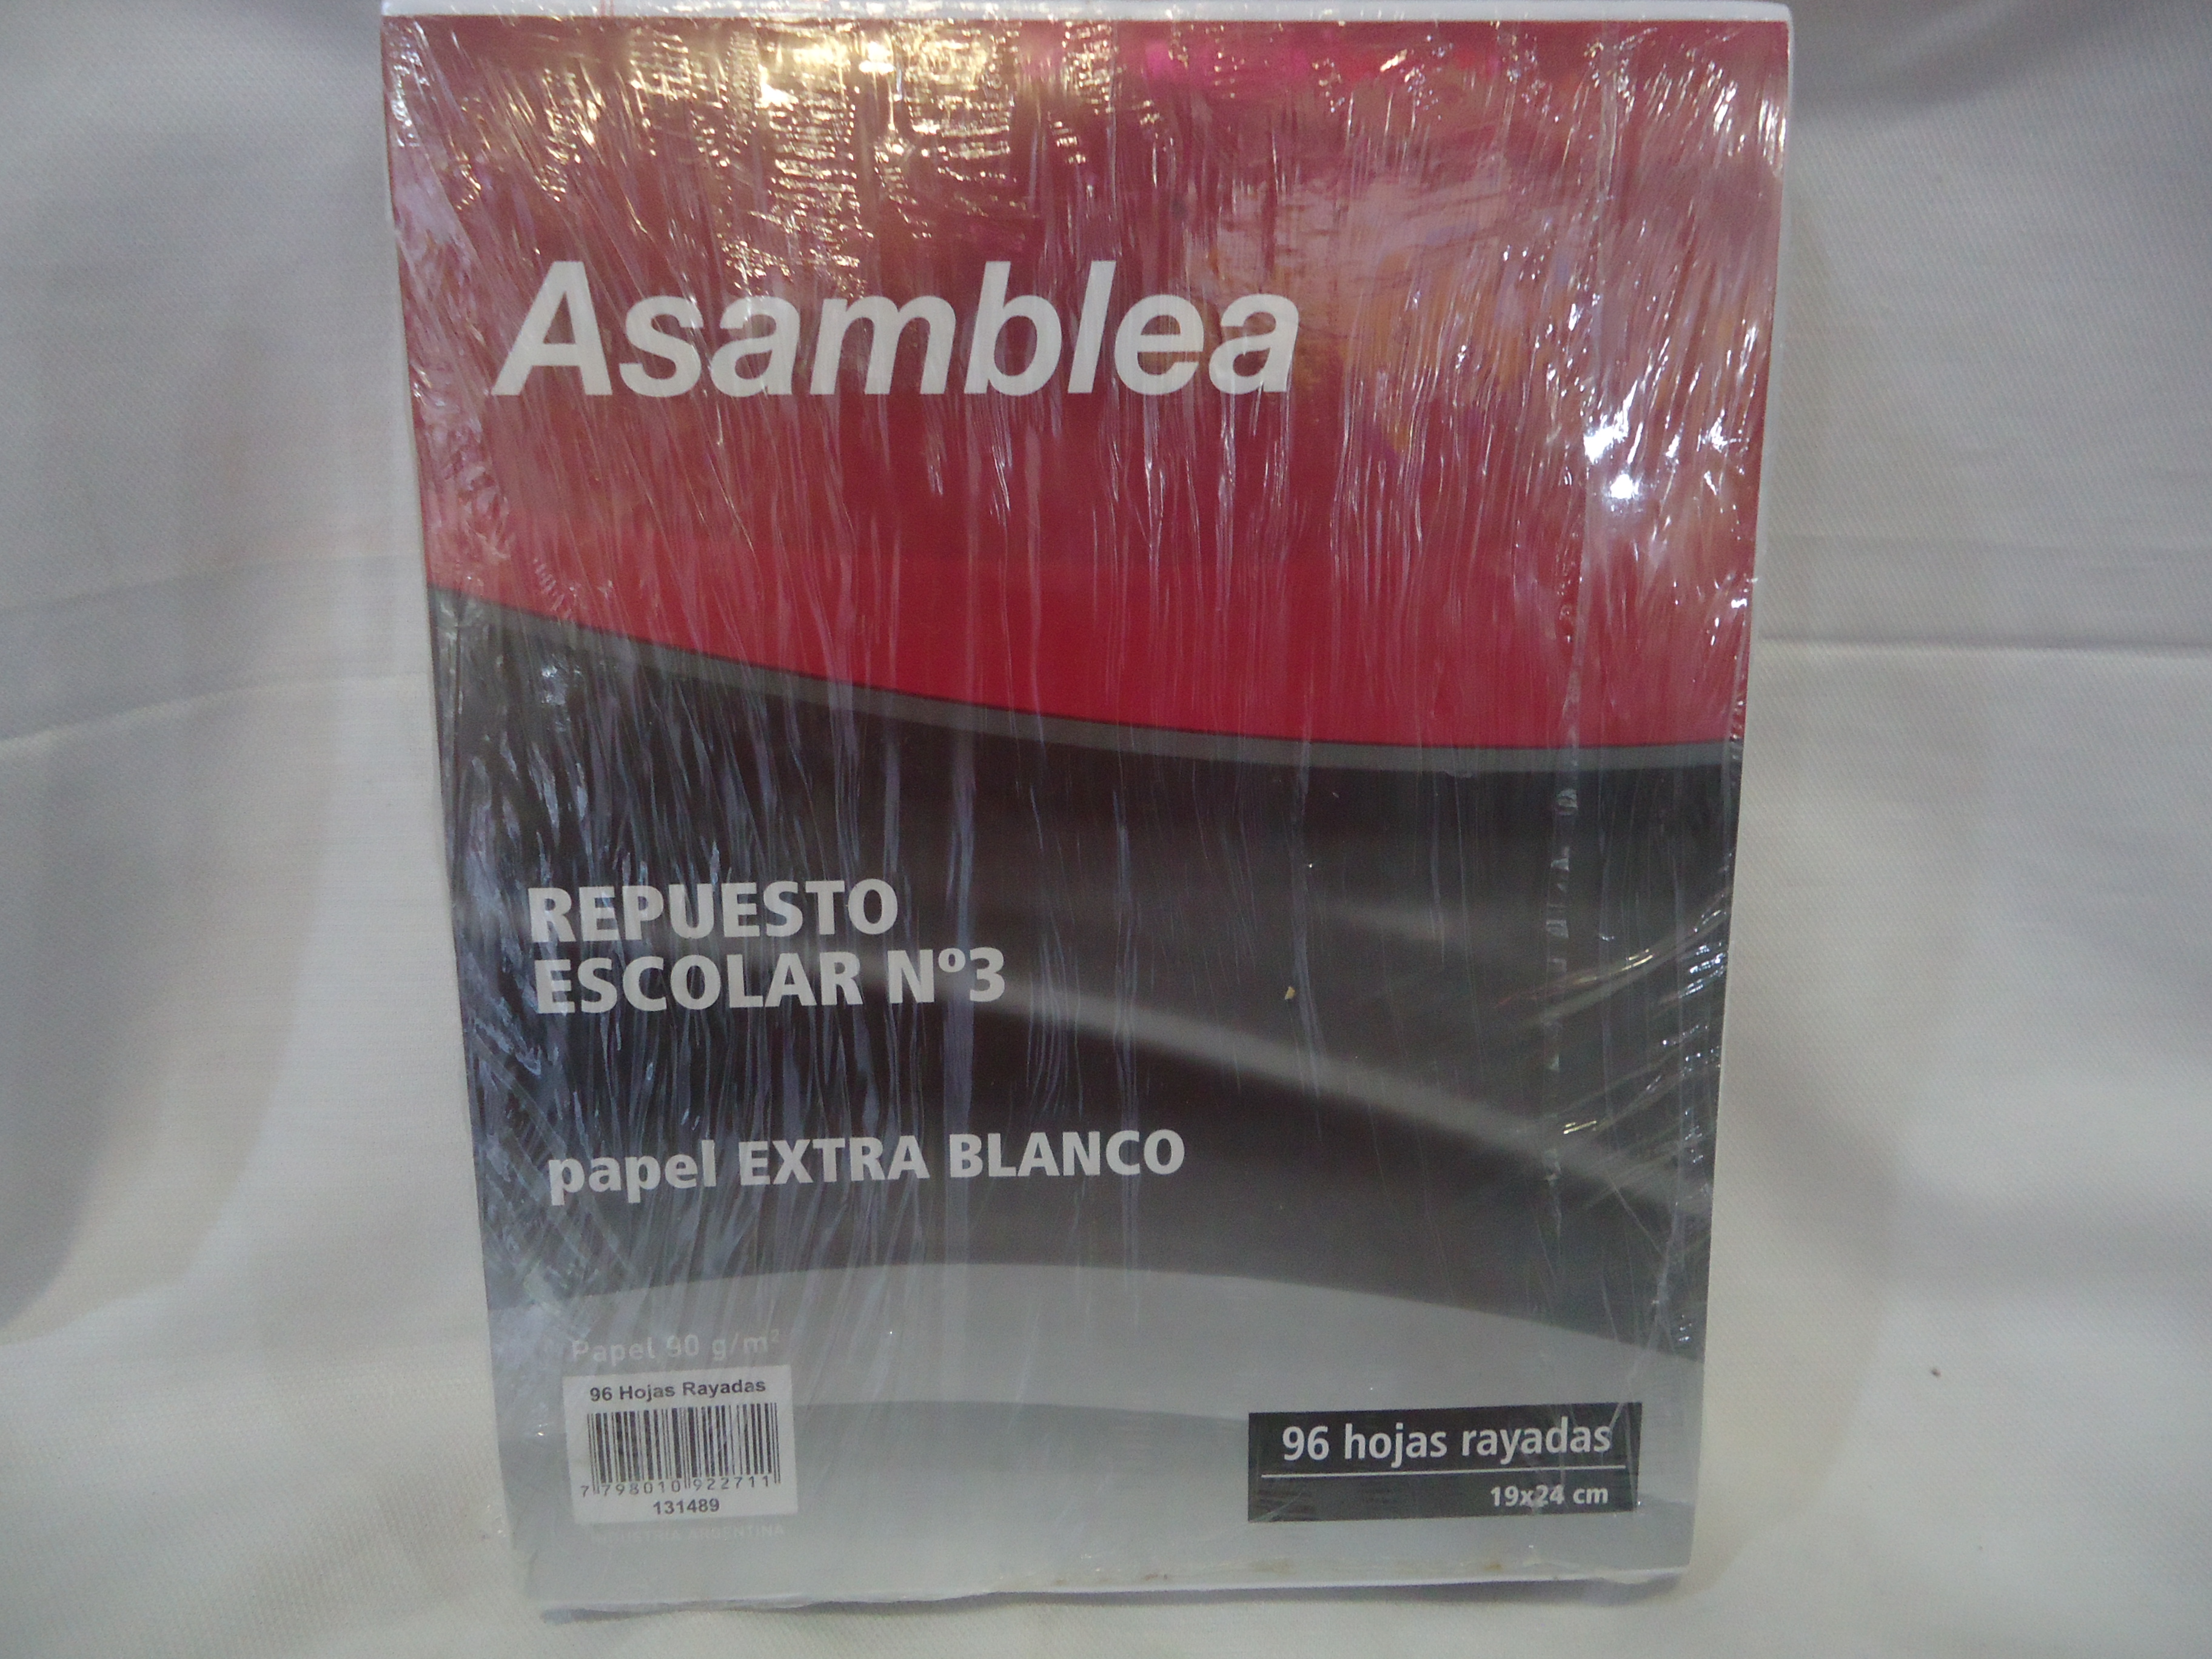 Asamblea
REPUESTO
ESCOLAR Nº3
papel EXTRA BLANCO
Papel 90 g/m²
96 Hojas Rayadas
7 798010 922711
131489
ARGENTINA
96 hojas rayadas
19x24 cm